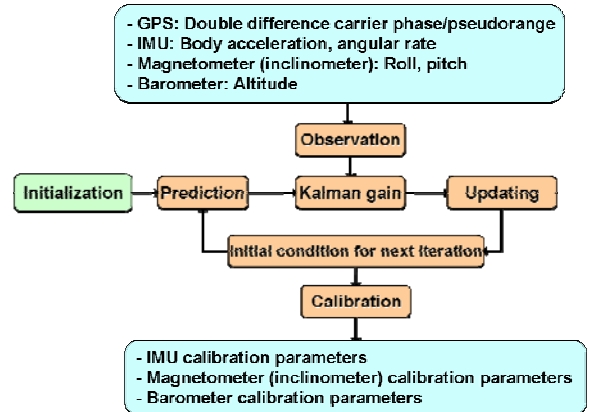 - GPS: Double difference carrier phase/pseudorange
- IMU: Body acceleration, angular rate
- Magnetometer (inclinometer): Roll, pitch
- Barometer: Altitude
Observation
Initialization
Prediction
Kalman gain
Updating
Initial condition for next iteration
Calibration
- IMU calibration parameters
- Magnetometer (inclinometer) calibration parameters
- Barometer calibration parameters